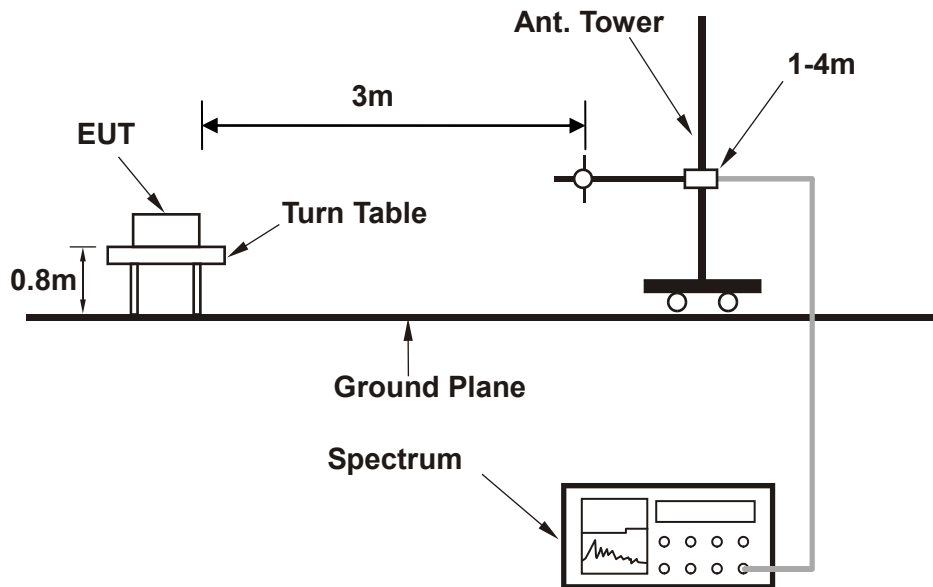 Ant. Tower
1-4m
3m
EUT
Turn Table
0.8m
Ground Plane
Spectrum